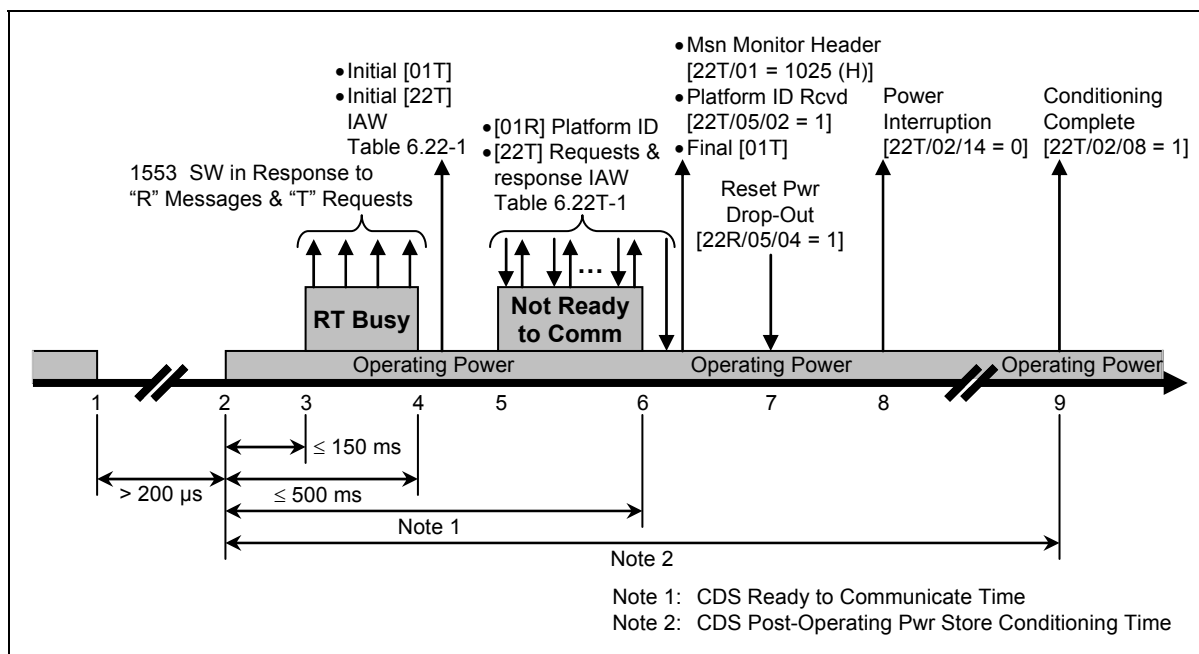 •Initial [01T]
•Initial [22T]
IAW
Table 6.22-1
1553 SW in Response to
“R” Messages & “T” Requests
•[01R] Platform ID
•[22T] Requests &
response IAW
Table 6.22T-1
•Msn Monitor Header
[22T/01 = 1025 (H)]
•Platform ID Rcvd
[22T/05/02 = 1]
•Final [01T]
Reset Pwr
Drop-Out
[22R/05/04 = 1]
Power
Interruption
[22T/02/14 = 0]
Conditioning
Complete
[22T/02/08 = 1]
...
RT Busy
Not Ready
to Comm
Operating Power
Operating Power
Operating Power
1
2
3
4
5
6
7
8
9
≤ 150 ms
> 200 µs
≤ 500 ms
Note 1
Note 2
Note 1: CDS Ready to Communicate Time
Note 2: CDS Post-Operating Pwr Store Conditioning Time